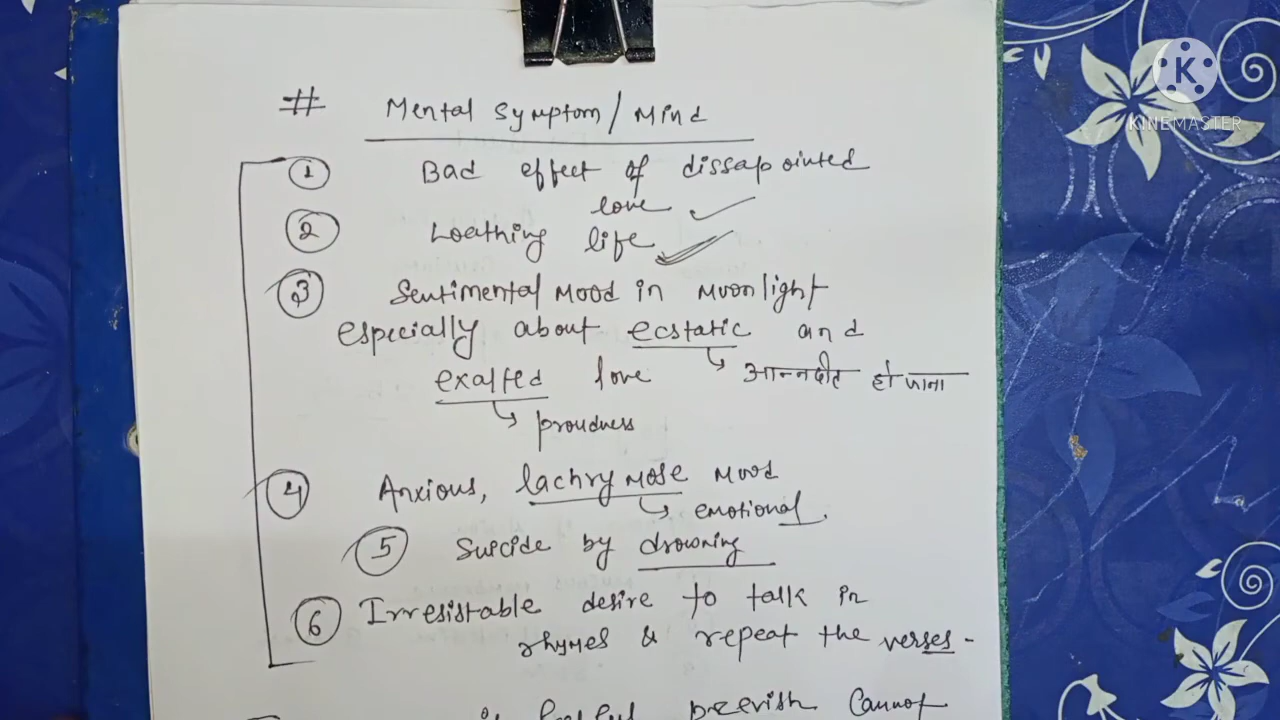 # Mental Symptom/Mind
1 Bad effect of dissapointed
love
2 Loathing life
3 Sentimental Mood in Moonlight
especially about ecstatic and
exalted love आन्नदीत हो जाना
proudness
4 Anxious, lachrymose Mood
emotional.
5 Suicide by drowning
6 Irresistable desire to talk in
rhymes & repeat the verses -
peevish Cannot
K
KINEMASTER